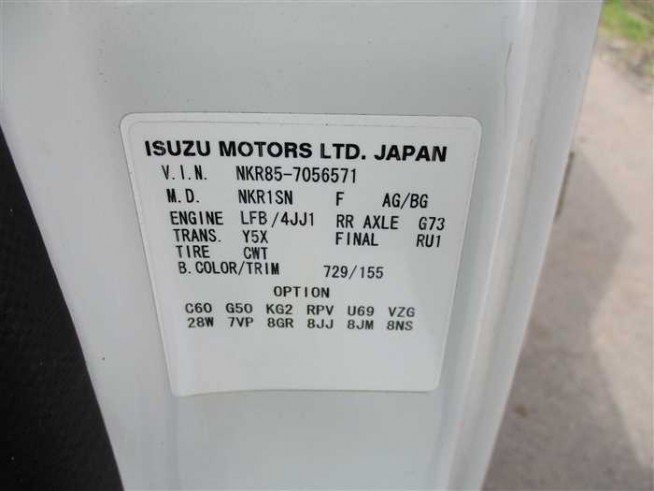 ISUZU MOTORS LTD. JAPAN
V.I.N. NKR85-7056571
M.D. NKR1SN F AG/BG
ENGINE LFB/4JJ1 RR AXLE G73
TRANS. Y5X FINAL RU1
TIRE CWT
B.COLOR/TRIM 729/155
OPTION
C60 G50 KG2 RPV U69 VZG
28W 7VP 8GR 8JJ 8JM 8NS